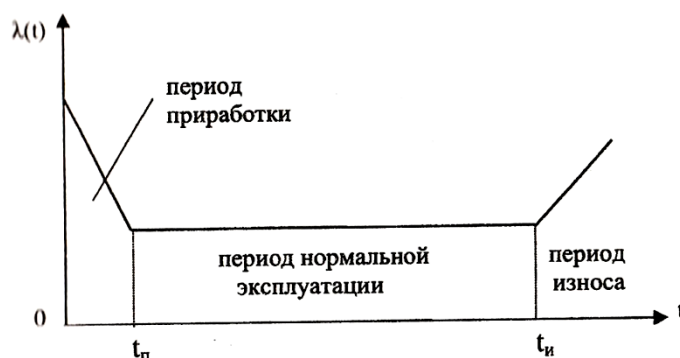 λ(t)
период
приработки
период нормальной
эксплуатации
период
износа
0
t
tп
tи